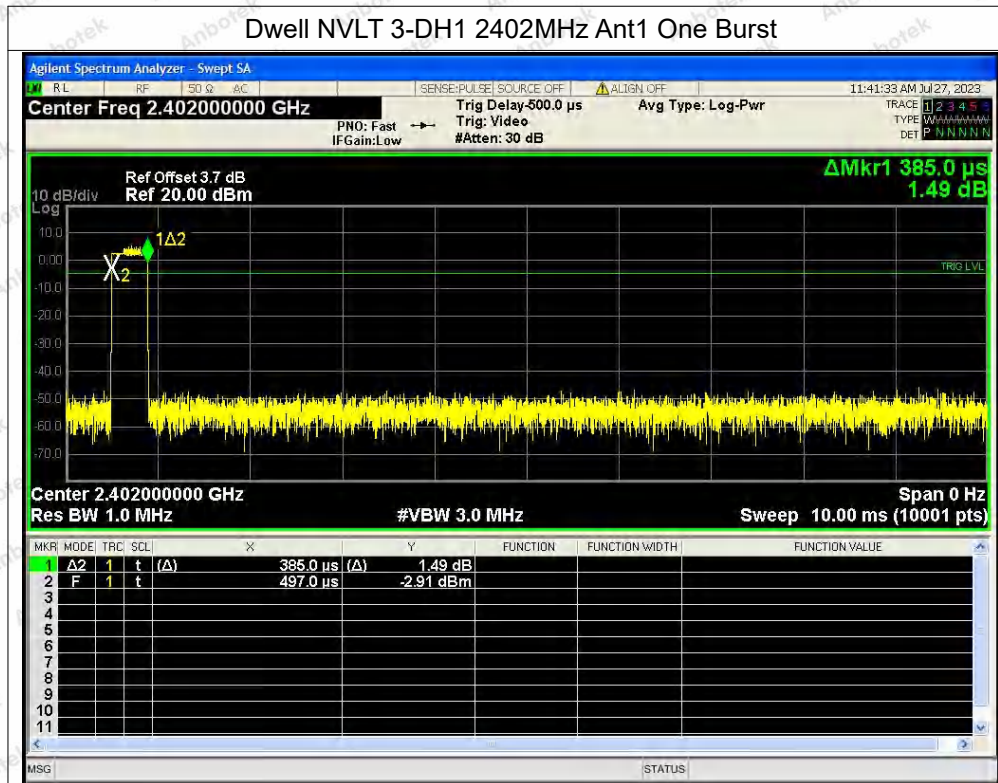 Dwell NVLT 3-DH1 2402MHz Ant1 One Burst
Agilent Spectrum Analyzer - Swept SA
RL RF 50 Ω AC SENSE:PULSE SOURCE OFF ALIGN OFF 11:41:33 AM Jul 27, 2023
Center Freq 2.402000000 GHz
Trig Delay-500.0 µs Avg Type: Log-Pwr
TRACE 1 2 3 4 5 6
PNO: Fast Trig: Video
TYPE WWWWWW
IFGain:Low #Atten: 30 dB
DET P N N N N N
ΔMkr1 385.0 µs
1.49 dB
Ref Offset 3.7 dB
10 dB/div Ref 20.00 dBm
Log
10.0
0.00
-10.0
-20.0
-30.0
-40.0
-50.0
-60.0
-70.0
1Δ2
2
TRIG LVL
Center 2.402000000 GHz Span 0 Hz
Res BW 1.0 MHz #VBW 3.0 MHz Sweep 10.00 ms (10001 pts)
MKR MODE TRC SCL X Y FUNCTION FUNCTION WIDTH FUNCTION VALUE
1 Δ2 1 t (Δ) 385.0 µs (Δ) 1.49 dB
2 F 1 t 497.0 µs -2.91 dBm
3
4
5
6
7
8
9
10
11
MSG STATUS
Anbotek